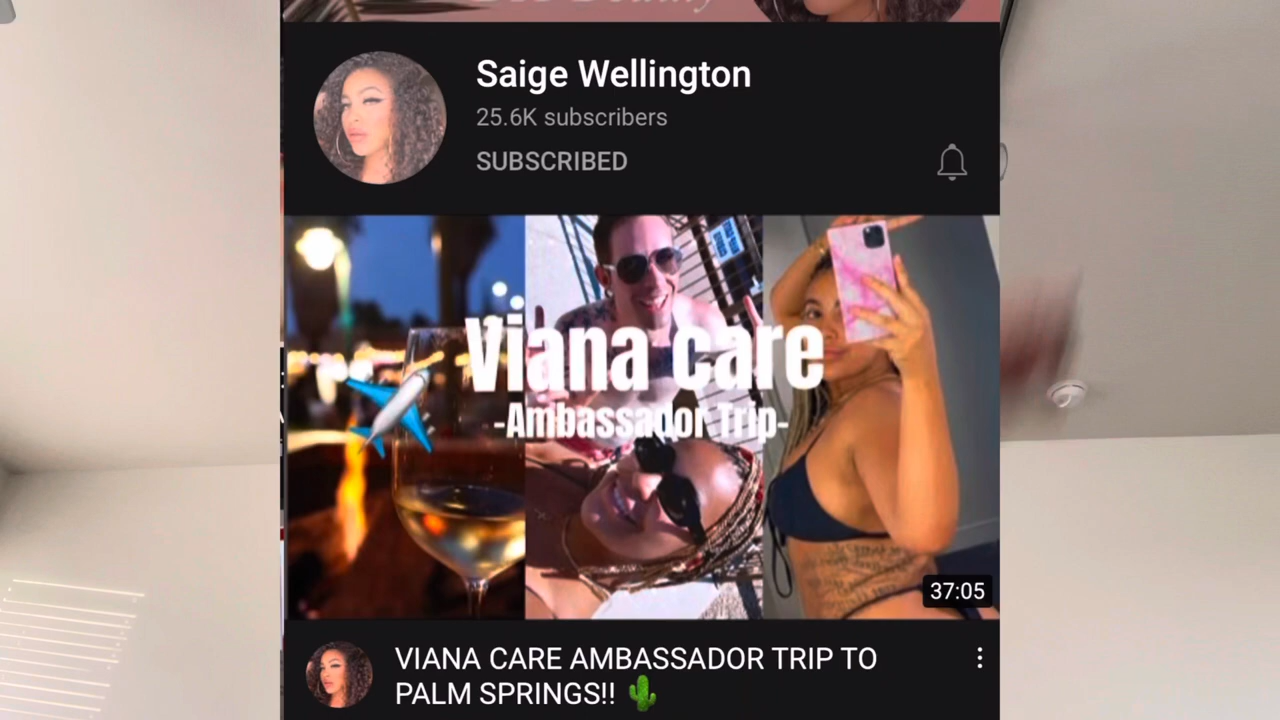 Saige Wellington
25.6K subscribers
SUBSCRIBED
Viana care
-Ambassador Trip-
37:05
VIANA CARE AMBASSADOR TRIP TO
PALM SPRINGS!!